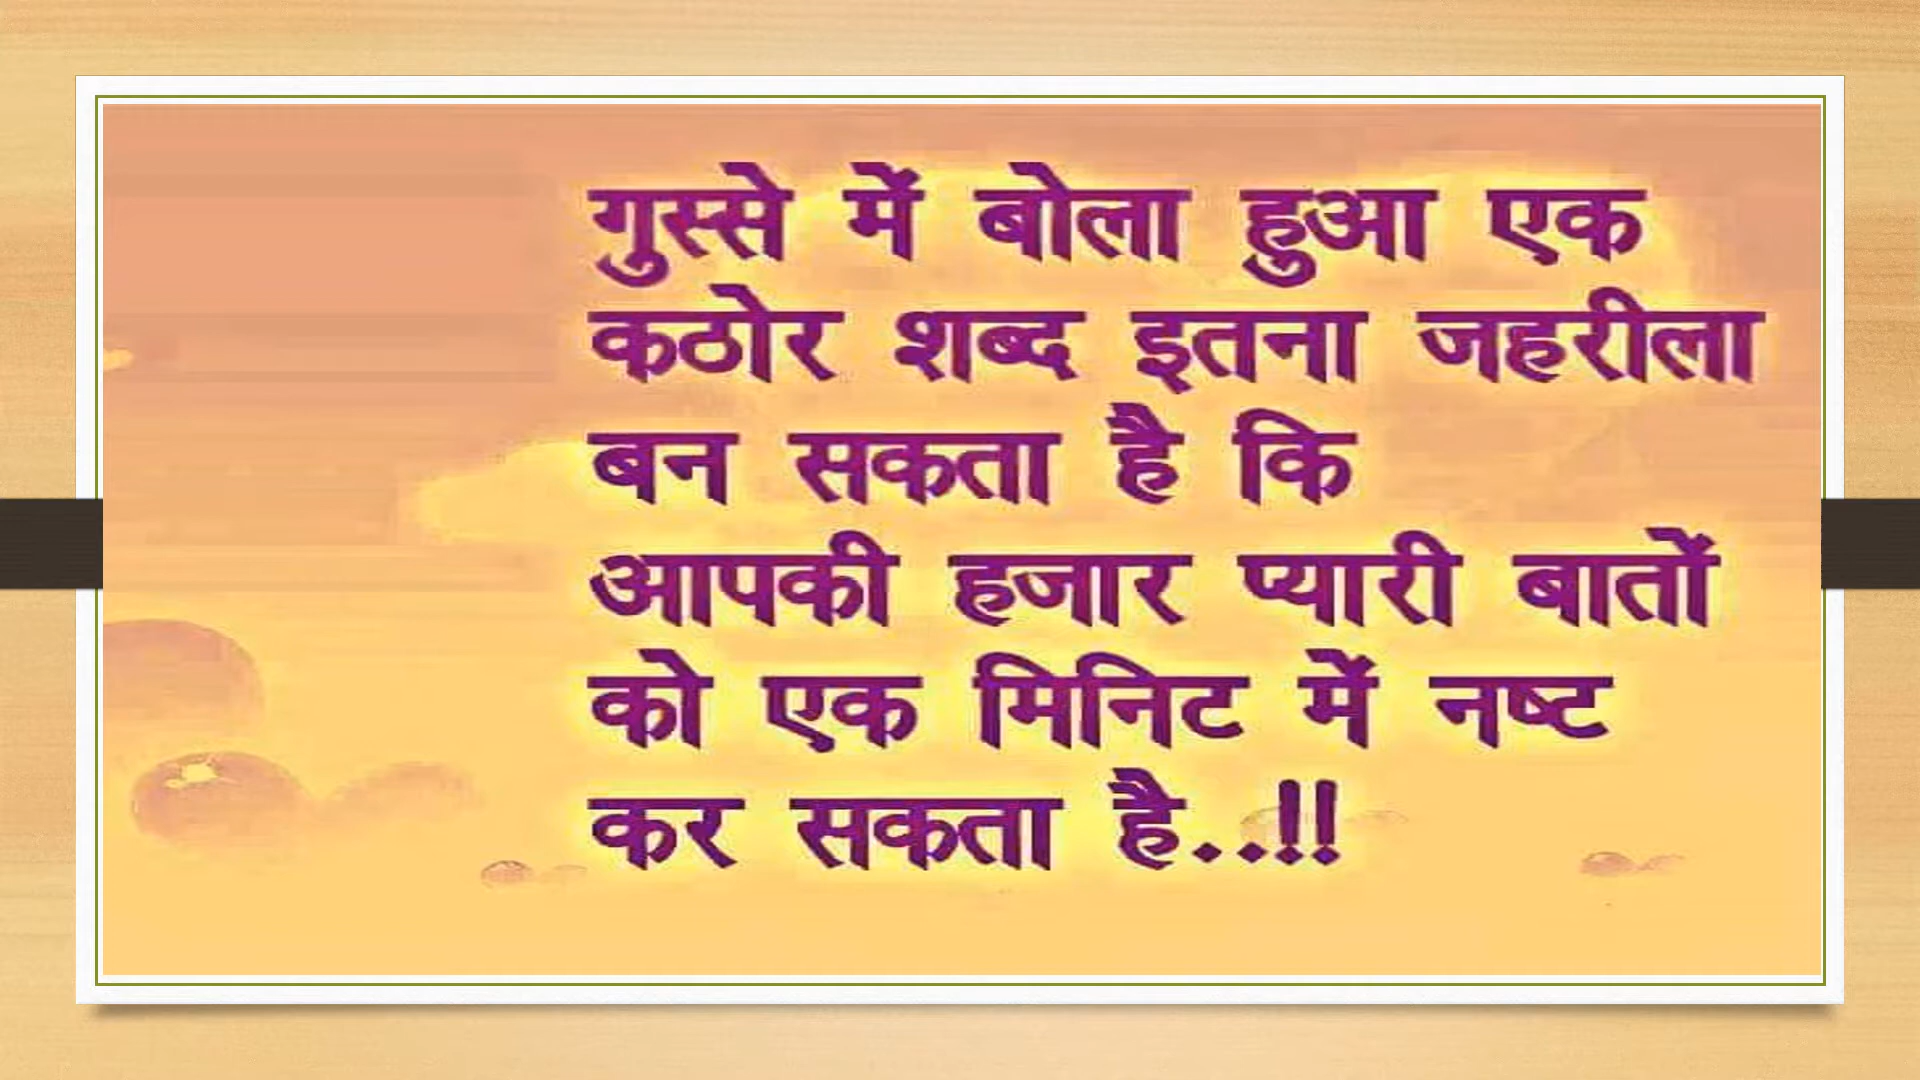 गुस्से में बोला हुआ एक
कठोर शब्द इतना जहरीला
बन सकता है कि
आपकी हजार प्यारी बातों
को एक मिनिट में नष्ट
कर सकता है..!!